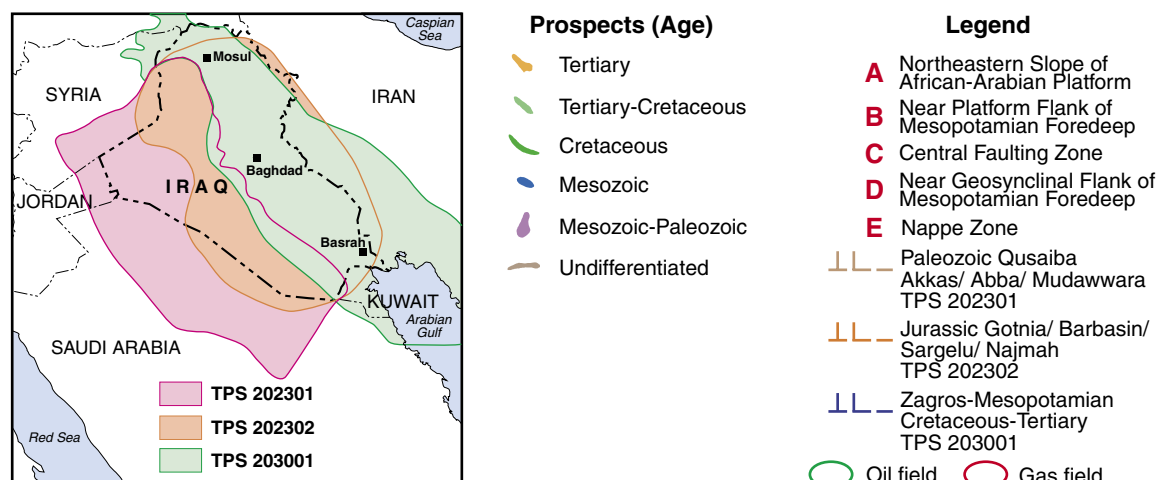 Caspian
Sea
Mosul
SYRIA
IRAN
Baghdad
IRAQ
JORDAN
Basrah
KUWAIT
Arabian
Gulf
SAUDI ARABIA
Red Sea
TPS 202301
TPS 202302
TPS 203001
Prospects (Age)
Tertiary
Tertiary-Cretaceous
Cretaceous
Mesozoic
Mesozoic-Paleozoic
Undifferentiated
Legend
A Northeastern Slope of
African-Arabian Platform
B Near Platform Flank of
Mesopotamian Foredeep
C Central Faulting Zone
D Near Geosynclinal Flank of
Mesopotamian Foredeep
E Nappe Zone
Paleozoic Qusaiba
Akkas/ Abba/ Mudawwara
TPS 202301
Jurassic Gotnia/ Barbasin/
Sargelu/ Najmah
TPS 202302
Zagros-Mesopotamian
Cretaceous-Tertiary
TPS 203001
Oil field Gas field